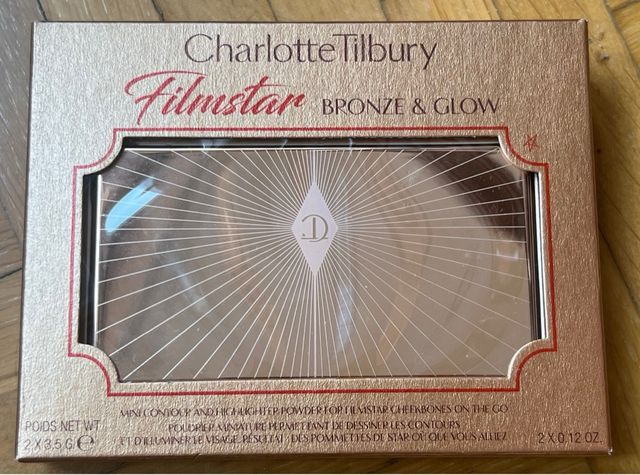 CharlotteTilbury
Filmstar BRONZE & GLOW
MINI CONTOUR AND HIGHLIGHTER POWDER FOR FILMSTAR CHEEKBONES ON THE GO
POUDRIER MINIATURE PERMETTANT DE DESSINER LES CONTOURS
ET D'ILLUMINER LE VISAGE. RÉSULTAT : DES POMMETTES DE STAR OÙ QUE VOUS ALLIEZ
POIDS NET WT.
2 X 3.5 G ℮
2 X 0.12 OZ.